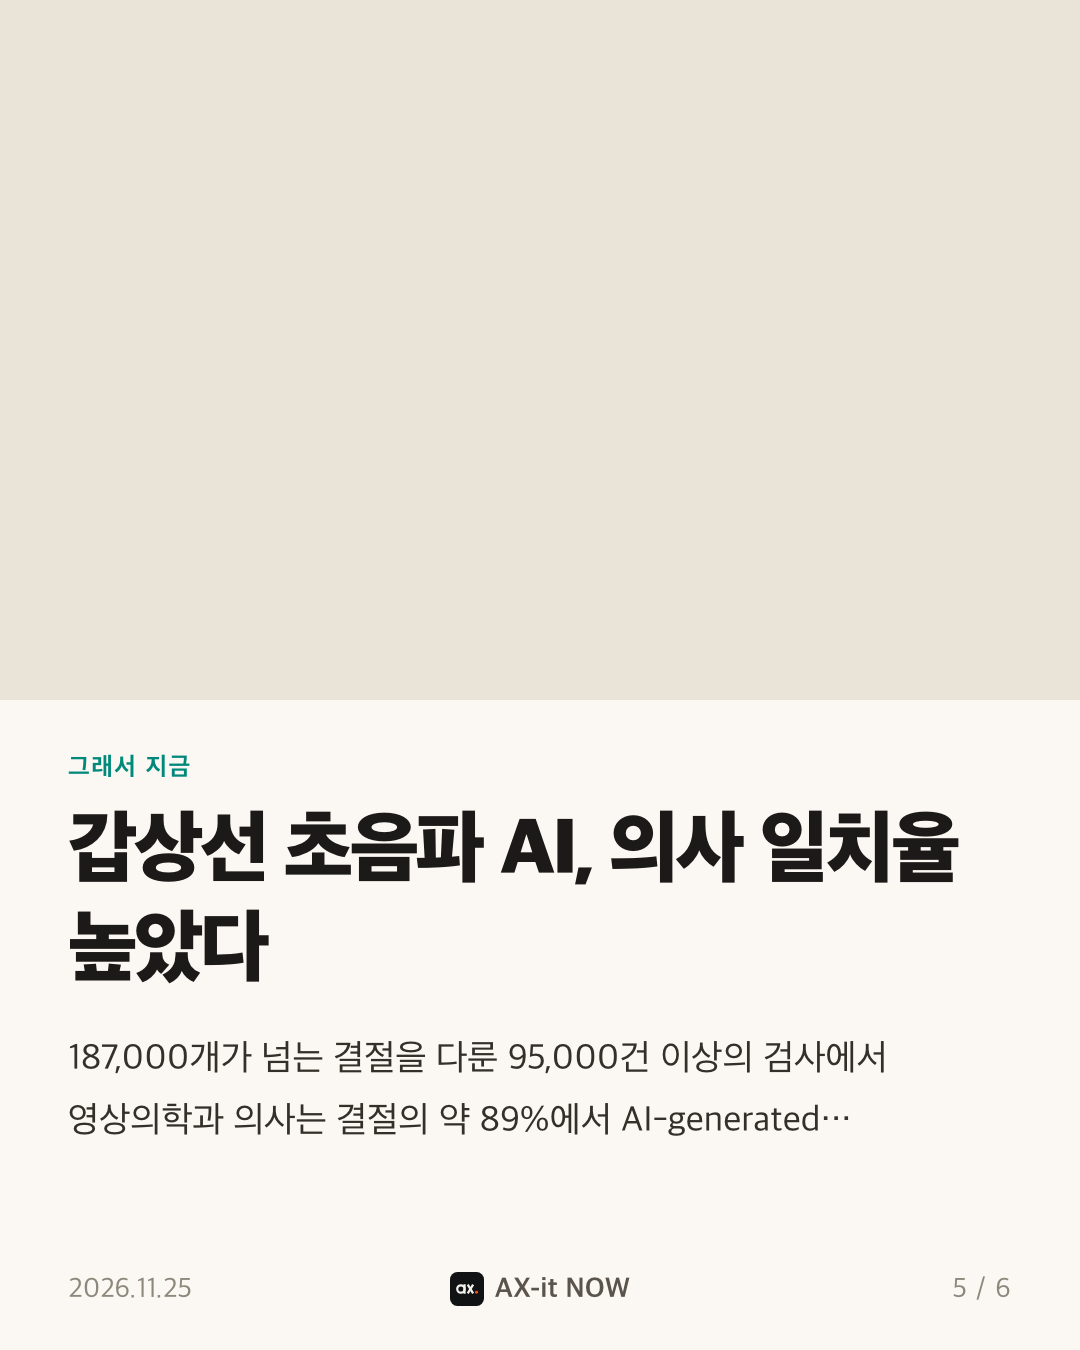 그래서 지금
갑상선 초음파 AI, 의사 일치율
높았다
187,000개가 넘는 결절을 다룬 95,000건 이상의 검사에서
영상의학과 의사는 결절의 약 89%에서 AI-generated…
2026.11.25
ax. AX-it NOW
5 / 6